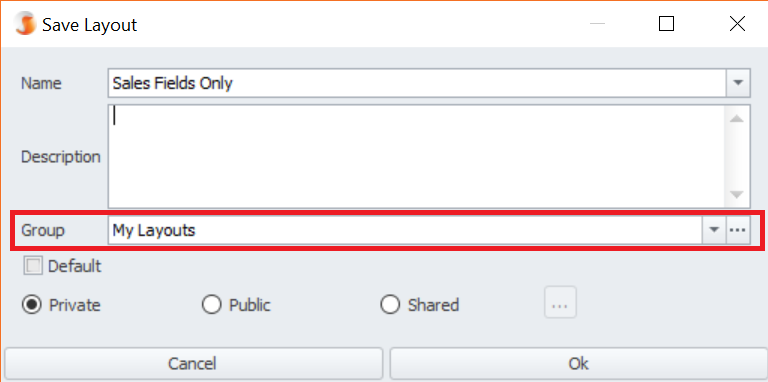 Save Layout
Name Sales Fields Only
Description
Group My Layouts ...
Default
Private Public Shared ...
Cancel Ok